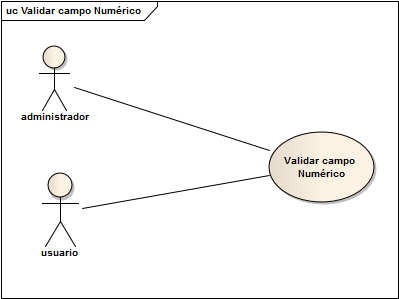 uc Validar campo Numérico
administrador
Validar campo
Numérico
usuario